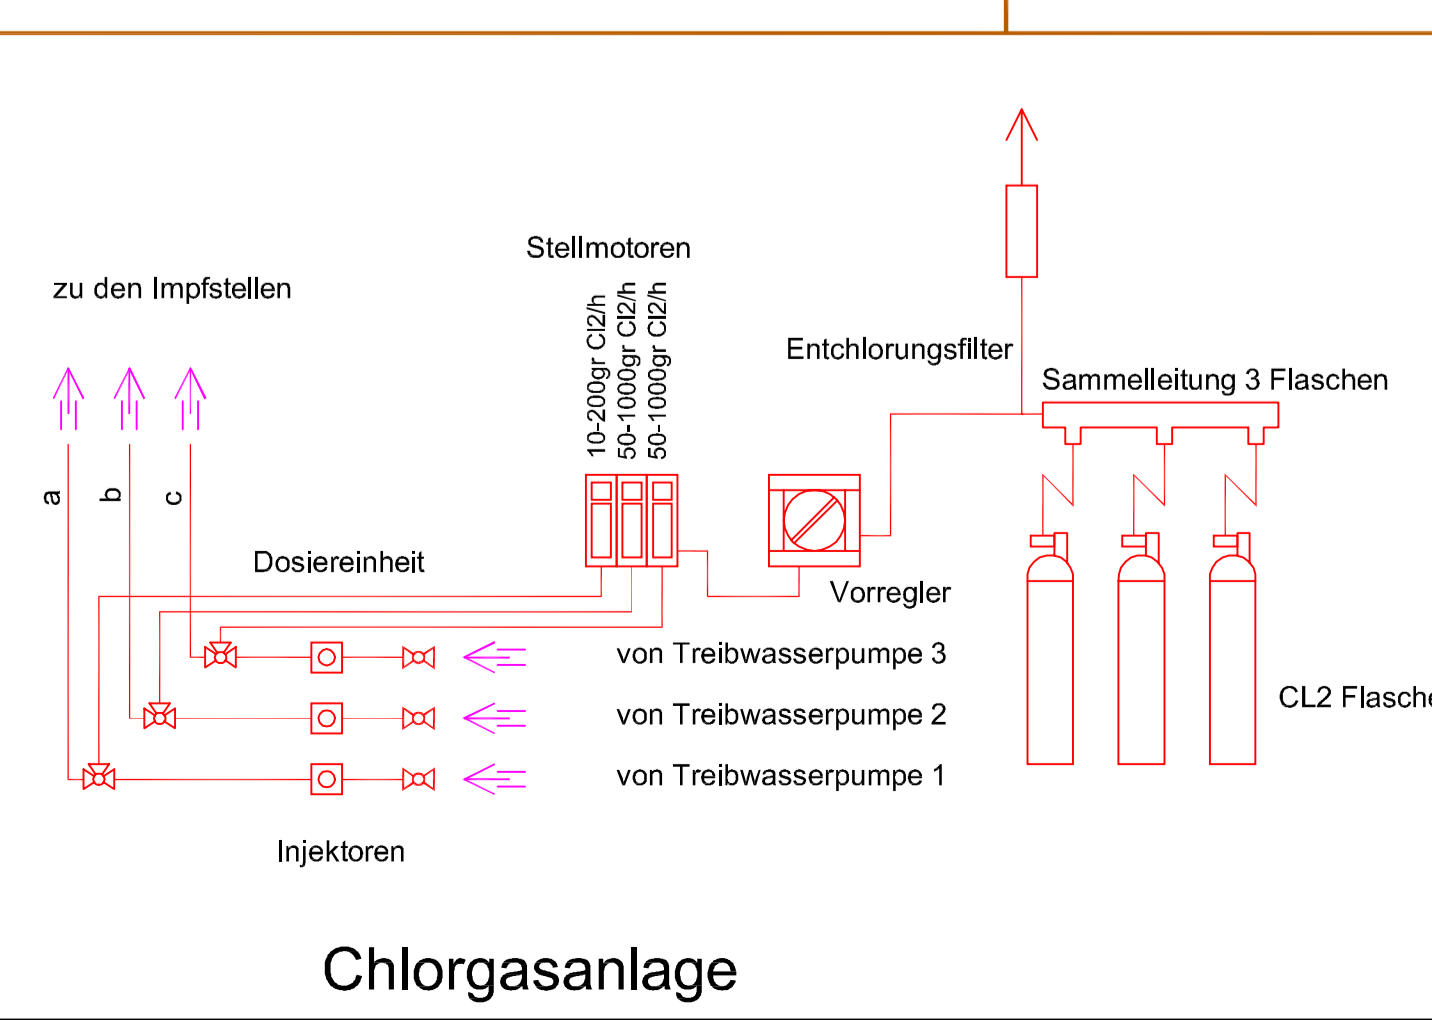 Stellmotoren
zu den Impfstellen
10-200gr Cl2/h
50-1000gr Cl2/h
50-1000gr Cl2/h
Entchlorungsfilter
Sammelleitung 3 Flaschen
a
b
c
Dosiereinheit
Vorregler
von Treibwasserpumpe 3
von Treibwasserpumpe 2
CL2 Flasche
von Treibwasserpumpe 1
Injektoren
Chlorgasanlage